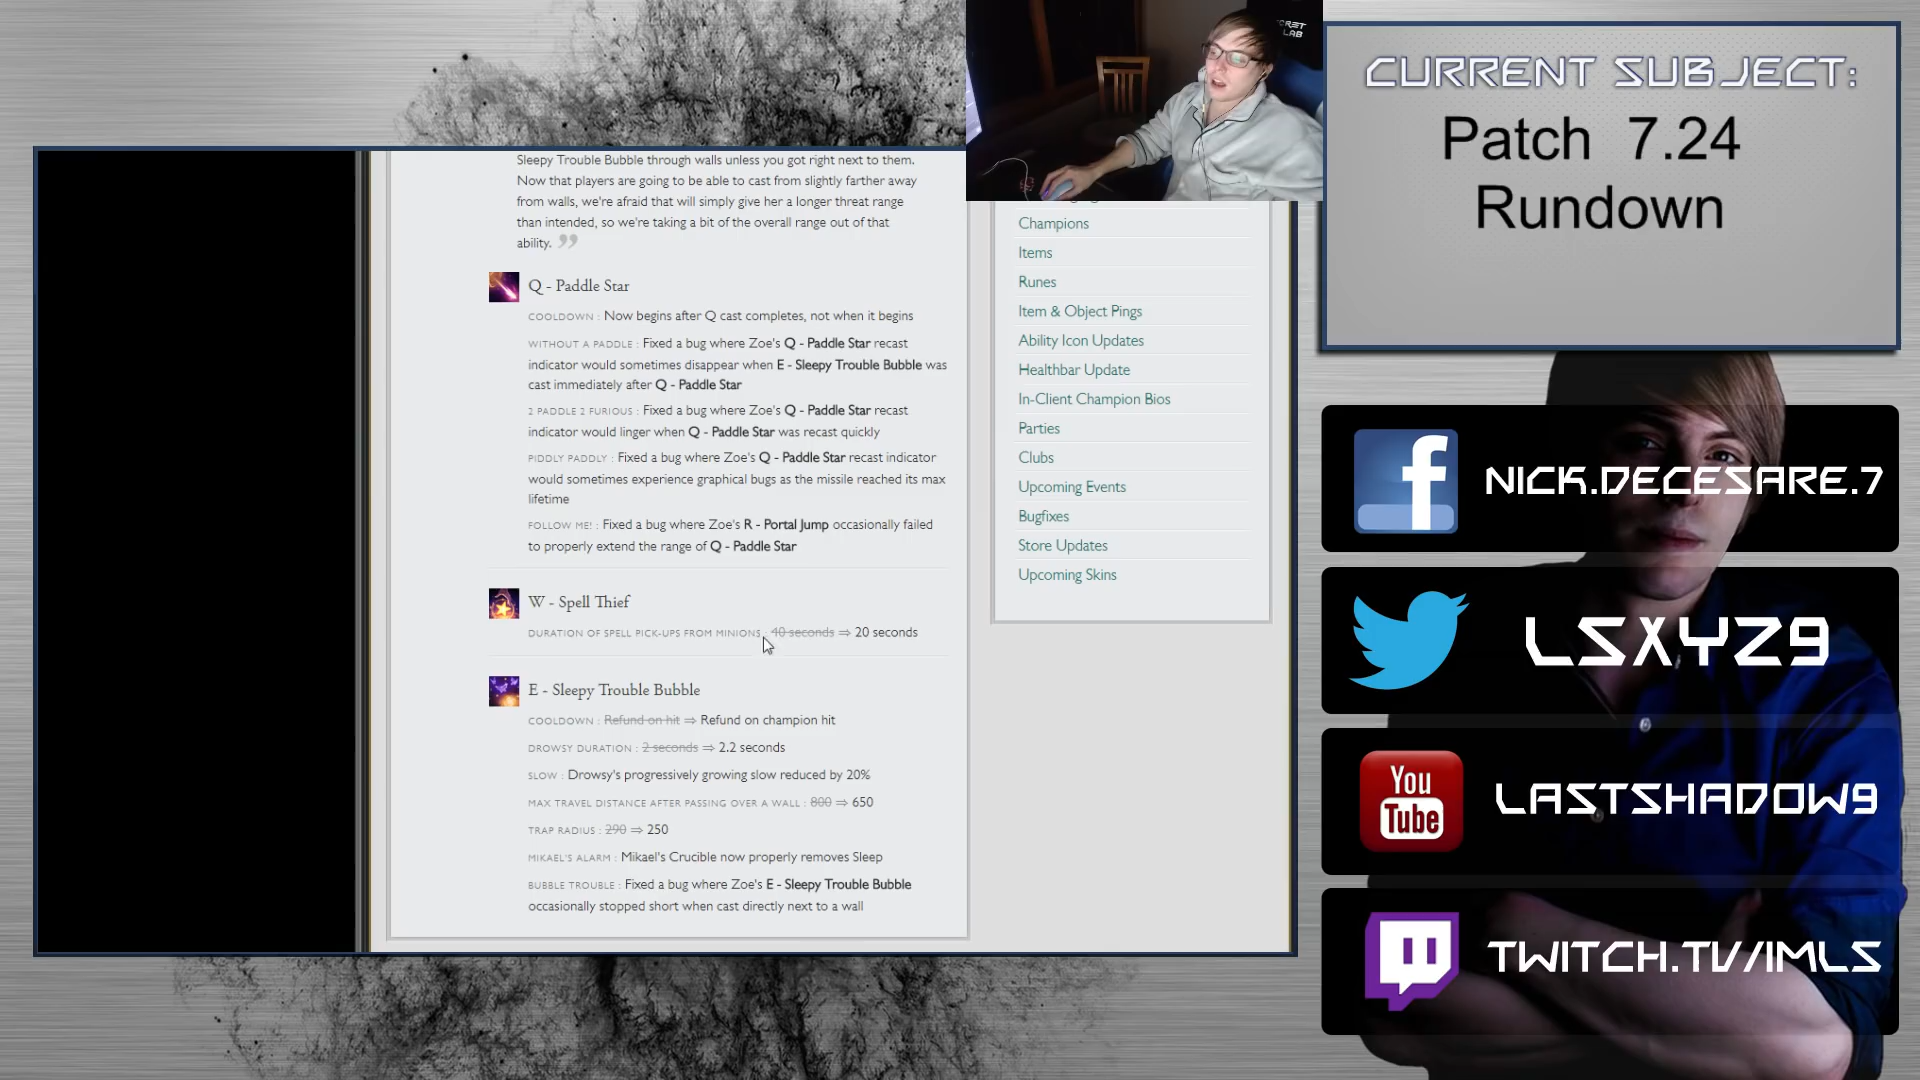 Sleepy Trouble Bubble through walls unless you got right next to them.
Now that players are going to be able to cast from slightly farther away
from walls, we're afraid that will simply give her a longer threat range
than intended, so we're taking a bit of the overall range out of that
ability. ”
Q - Paddle Star
COOLDOWN : Now begins after Q cast completes, not when it begins
WITHOUT A PADDLE : Fixed a bug where Zoe's Q - Paddle Star recast
indicator would sometimes disappear when E - Sleepy Trouble Bubble was
cast immediately after Q - Paddle Star
2 PADDLE 2 FURIOUS : Fixed a bug where Zoe's Q - Paddle Star recast
indicator would linger when Q - Paddle Star was recast quickly
PIDDLY PADDLY : Fixed a bug where Zoe's Q - Paddle Star recast indicator
would sometimes experience graphical bugs as the missile reached its max
lifetime
FOLLOW ME! : Fixed a bug where Zoe's R - Portal Jump occasionally failed
to properly extend the range of Q - Paddle Star
W - Spell Thief
DURATION OF SPELL PICK-UPS FROM MINIONS : 40 seconds ⇒ 20 seconds
E - Sleepy Trouble Bubble
COOLDOWN : Refund on hit ⇒ Refund on champion hit
DROWSY DURATION : 2 seconds ⇒ 2.2 seconds
SLOW : Drowsy's progressively growing slow reduced by 20%
MAX TRAVEL DISTANCE AFTER PASSING OVER A WALL : 800 ⇒ 650
TRAP RADIUS : 290 ⇒ 250
MIKAEL'S ALARM : Mikael's Crucible now properly removes Sleep
BUBBLE TROUBLE : Fixed a bug where Zoe's E - Sleepy Trouble Bubble
occasionally stopped short when cast directly next to a wall
Champions
Items
Runes
Item & Object Pings
Ability Icon Updates
Healthbar Update
In-Client Champion Bios
Parties
Clubs
Upcoming Events
Bugfixes
Store Updates
Upcoming Skins
LAB
CURRENT SUBJECT:
Patch 7.24
Rundown
f NICK.DECESARE.7
LSXYZ9
You
Tube
LASTSHADOW9
TWITCH.TV/IMLS